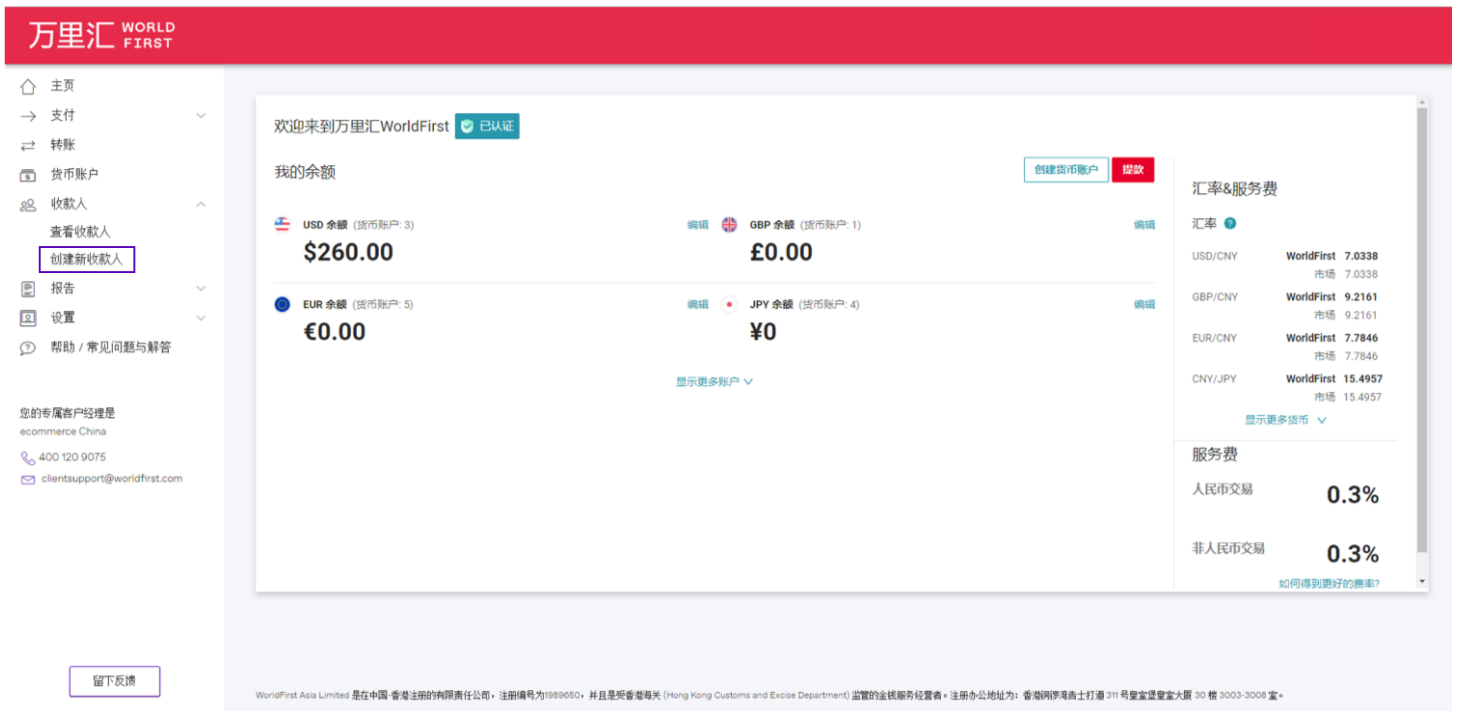 万里汇 WORLD FIRST
主页
支付
转账
货币账户
收款人
查看收款人
创建新收款人
报告
设置
帮助 / 常见问题与解答
您的专属客户经理是
ecommerce China
400 120 9075
clientsupport@worldfirst.com
留下反馈
欢迎来到万里汇WorldFirst 已认证
我的余额 创建货币账户 提款
USD 余额 (货币账户: 3) 编辑
$260.00
GBP 余额 (货币账户: 1) 编辑
£0.00
EUR 余额 (货币账户: 5) 编辑
€0.00
JPY 余额 (货币账户: 4) 编辑
¥0
显示更多账户
汇率&服务费
汇率
USD/CNY WorldFirst 7.0338
市场 7.0338
GBP/CNY WorldFirst 9.2161
市场 9.2161
EUR/CNY WorldFirst 7.7846
市场 7.7846
CNY/JPY WorldFirst 15.4957
市场 15.4957
显示更多货币
服务费
人民币交易 0.3%
非人民币交易 0.3%
如何得到更好的费率?
WorldFirst Asia Limited 是在中国·香港注册的有限责任公司，注册编号为1989650，并且是受香港海关 (Hong Kong Customs and Excise Department) 监管的金钱服务经营者。注册办公地址为：香港铜锣湾告士打道 311 号皇室堡皇室大厦 30 楼 3003-3008 室。